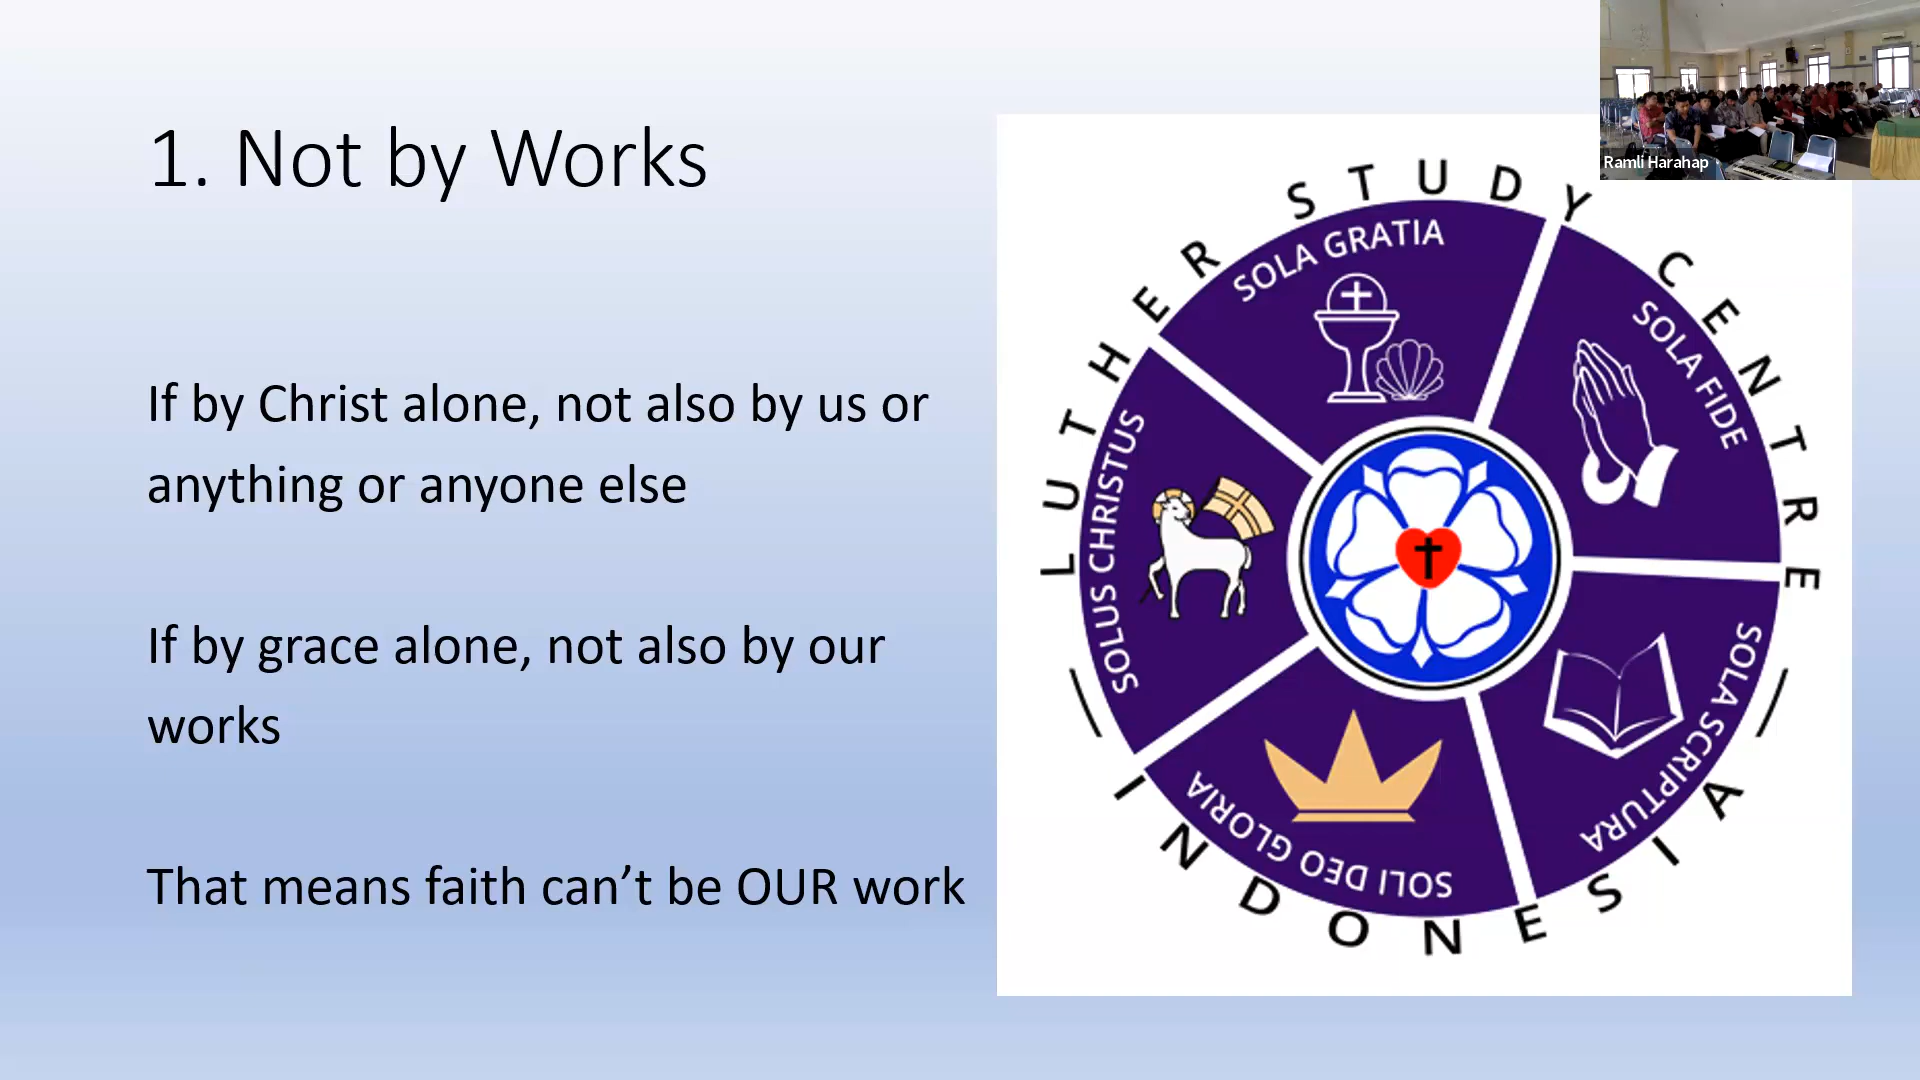 1. Not by Works
If by Christ alone, not also by us or
anything or anyone else
If by grace alone, not also by our
works
That means faith can’t be OUR work
LUTHER STUDY CENTRE
INDONESIA
SOLA GRATIA
SOLA FIDE
SOLA SCRIPTURA
SOLI DEO GLORIA
SOLUS CHRISTUS
Ramli Harahap